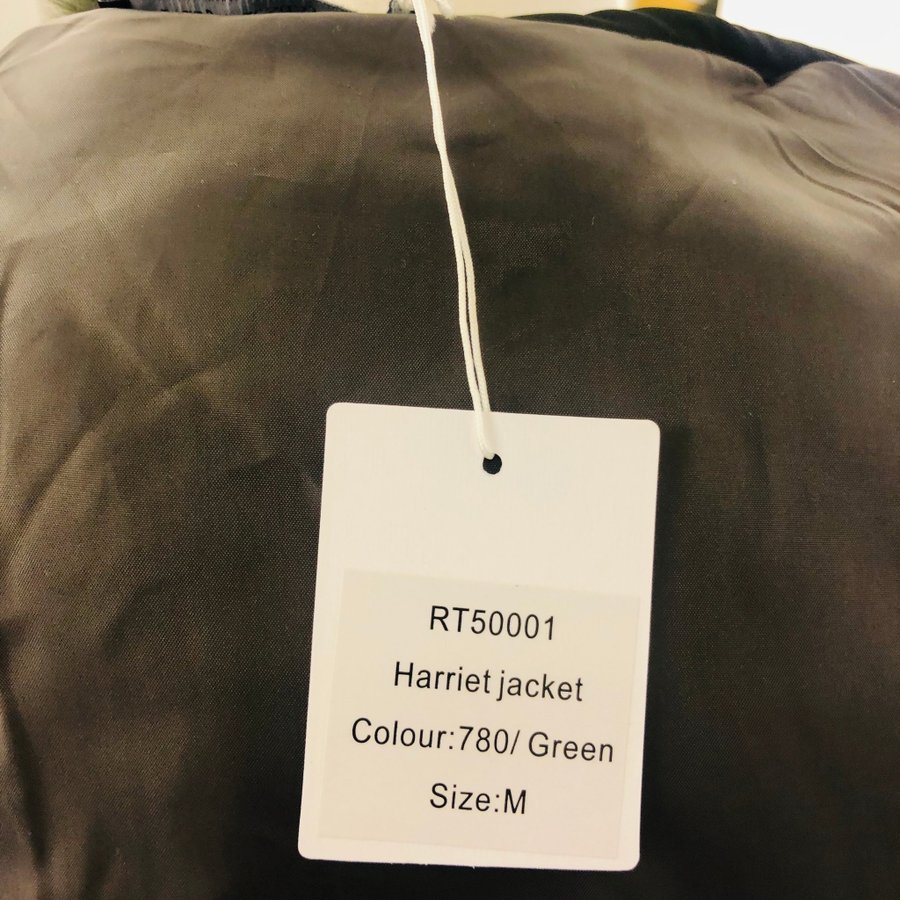 RT50001
Harriet jacket
Colour:780/ Green
Size:M